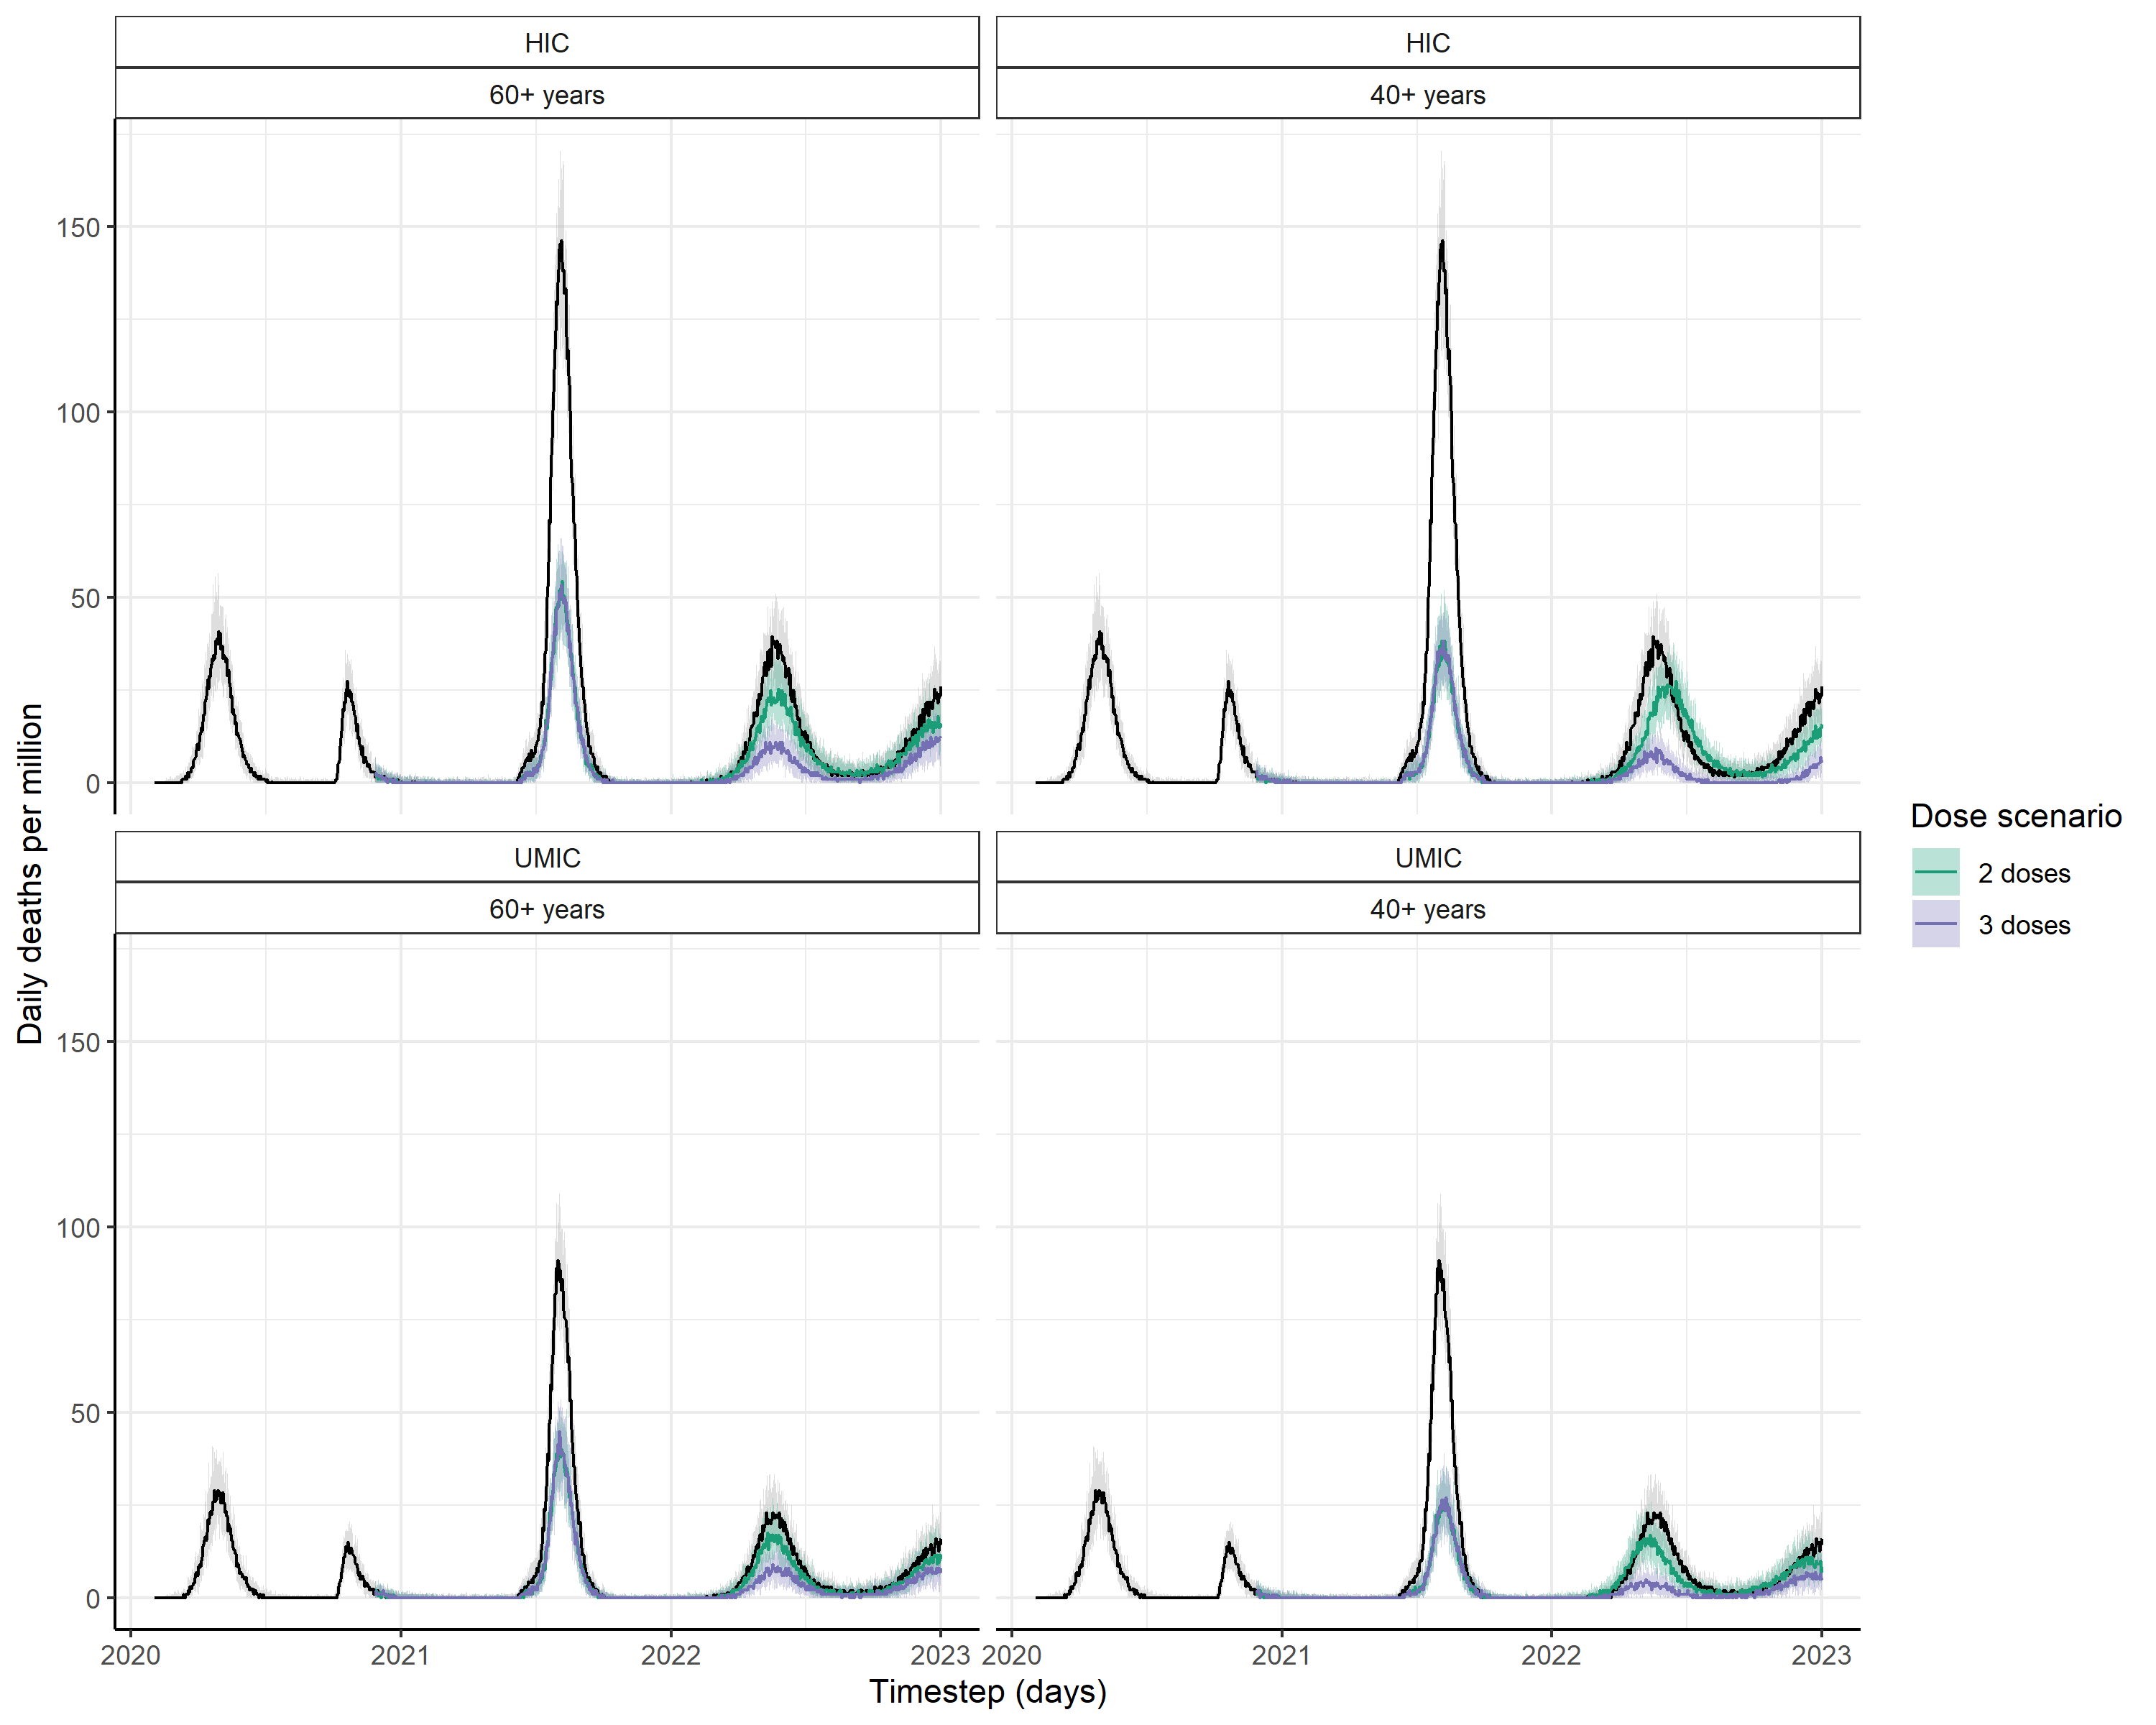 HIC
HIC
60+ years
40+ years
150
100
50
0
UMIC
UMIC
60+ years
40+ years
150
100
50
0
2020
2021
2022
2023
2020
2021
2022
2023
Timestep (days)
Daily deaths per million
Dose scenario
2 doses
3 doses